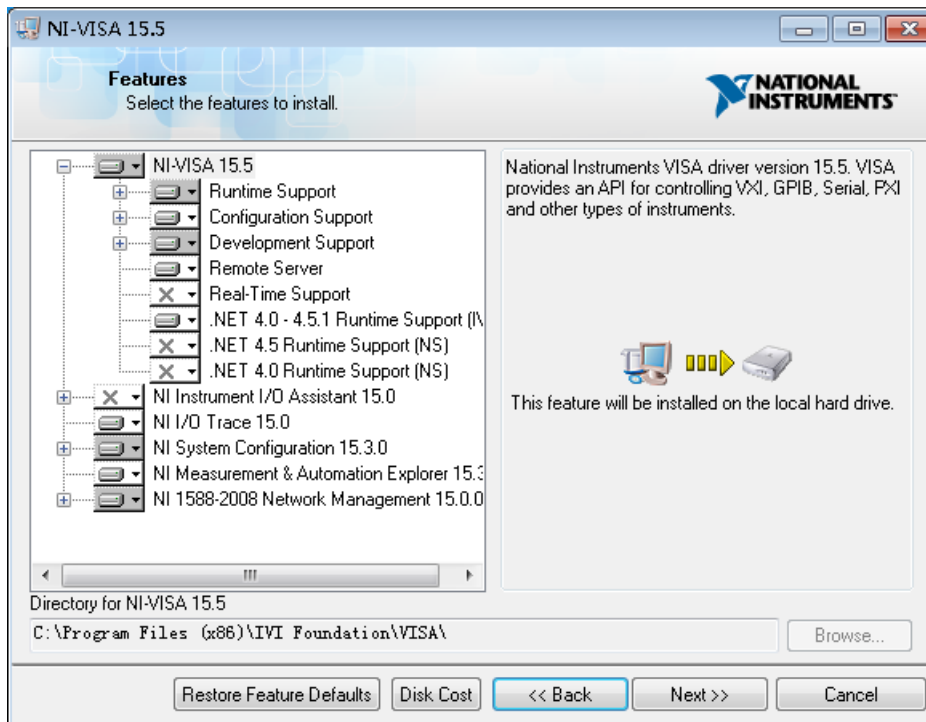 NI-VISA 15.5
Features
Select the features to install.
NATIONAL
INSTRUMENTS™
NI-VISA 15.5
Runtime Support
Configuration Support
Development Support
Remote Server
Real-Time Support
.NET 4.0 - 4.5.1 Runtime Support (I\
.NET 4.5 Runtime Support (NS)
.NET 4.0 Runtime Support (NS)
NI Instrument I/O Assistant 15.0
NI I/O Trace 15.0
NI System Configuration 15.3.0
NI Measurement & Automation Explorer 15.3
NI 1588-2008 Network Management 15.0.0
National Instruments VISA driver version 15.5. VISA
provides an API for controlling VXI, GPIB, Serial, PXI
and other types of instruments.
This feature will be installed on the local hard drive.
Directory for NI-VISA 15.5
C:\Program Files (x86)\IVI Foundation\VISA\
Browse...
Restore Feature Defaults
Disk Cost
<< Back
Next >>
Cancel